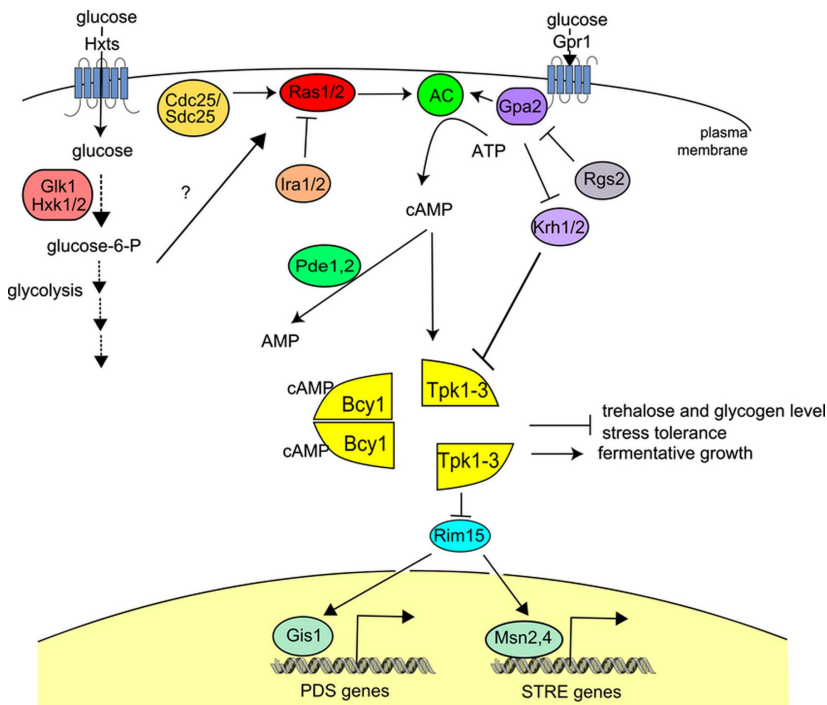 glucose
Hxts
glucose
Gpr1
Cdc25/
Sdc25
Ras1/2
AC
Gpa2
plasma
membrane
glucose
ATP
Glk1
Hxk1/2
?
Ira1/2
Rgs2
cAMP
Krh1/2
glucose-6-P
Pde1,2
glycolysis
AMP
cAMP
Bcy1
Tpk1-3
trehalose and glycogen level
stress tolerance
fermentative growth
cAMP
Bcy1
Tpk1-3
Rim15
Gis1
Msn2,4
PDS genes
STRE genes